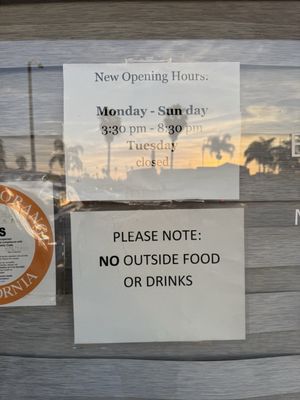 New Opening Hours:
Monday - Sunday
3:30 pm - 8:30 pm
Tuesday
closed
PLEASE NOTE:
NO OUTSIDE FOOD
OR DRINKS